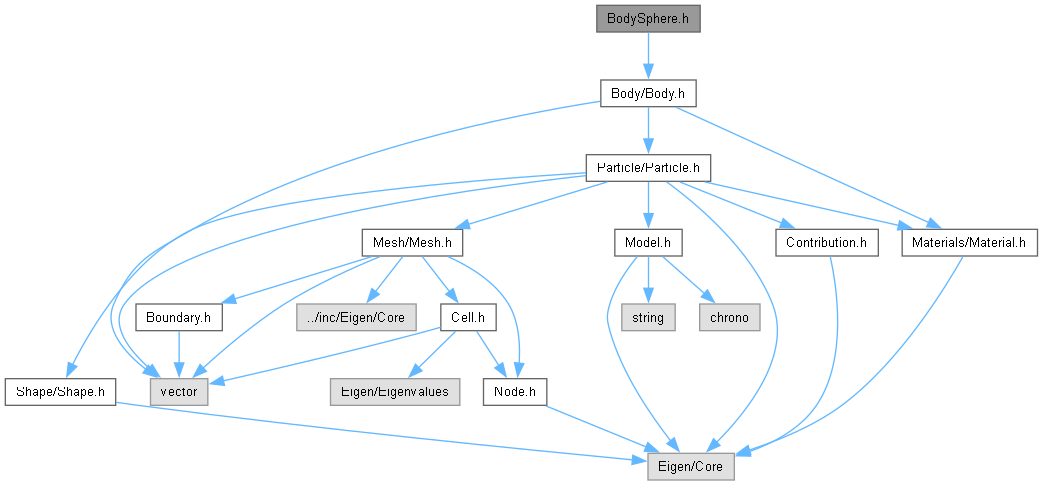 BodySphere.h
Body/Body.h
Particle/Particle.h
Mesh/Mesh.h
Model.h
Contribution.h
Materials/Material.h
Boundary.h
../inc/Eigen/Core
Cell.h
string
chrono
Shape/Shape.h
vector
Eigen/Eigenvalues
Node.h
Eigen/Core